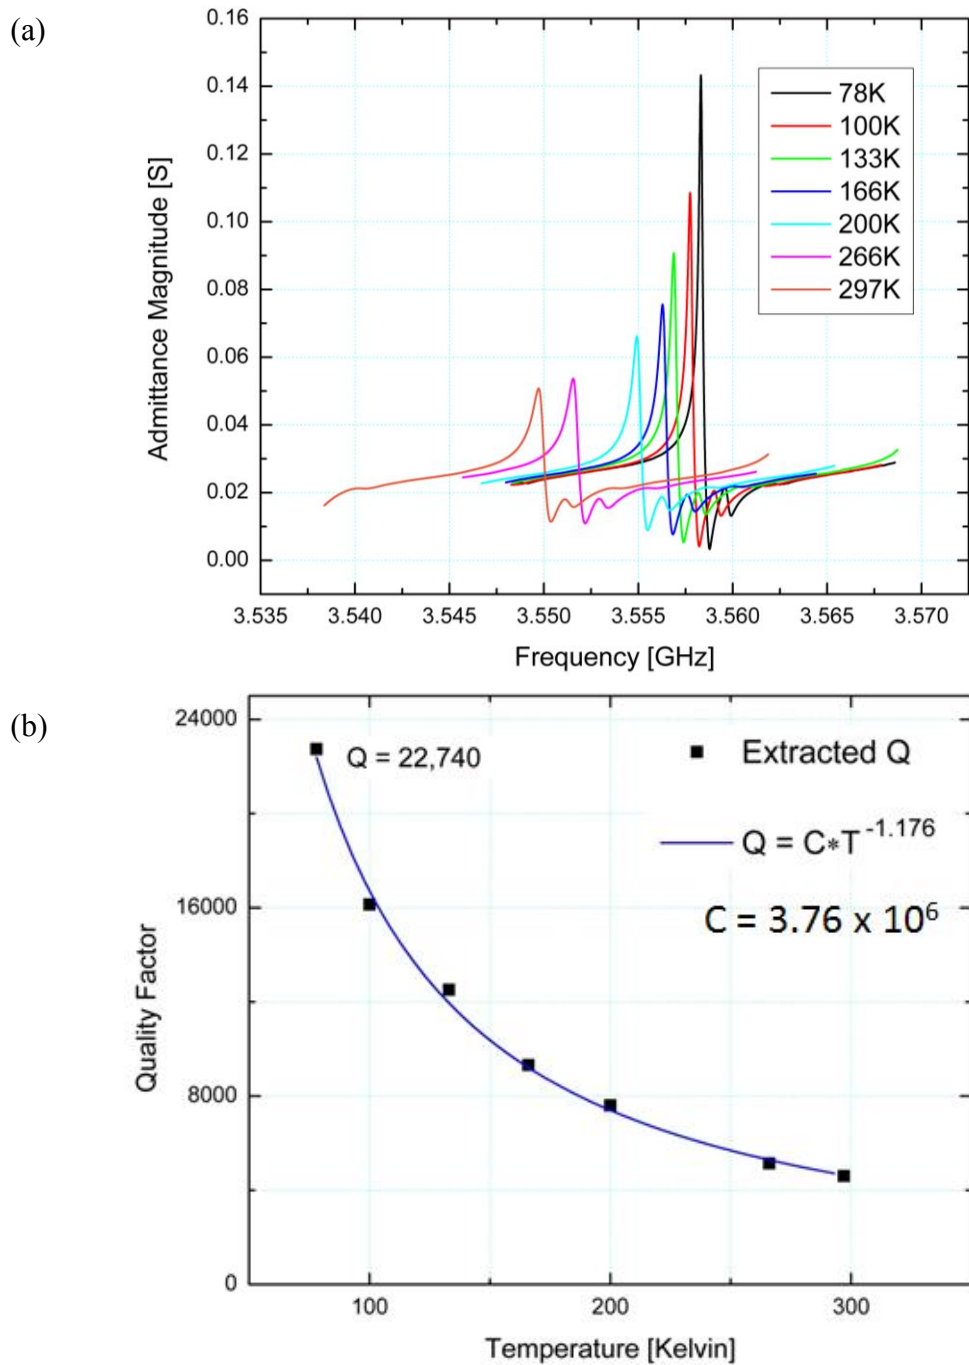 (a)
0.16
0.14
0.12
0.10
0.08
0.06
0.04
0.02
0.00
Admittance Magnitude [S]
78K
100K
133K
166K
200K
266K
297K
3.535 3.540 3.545 3.550 3.555 3.560 3.565 3.570
Frequency [GHz]
(b)
24000
16000
8000
0
Quality Factor
Q = 22,740
Extracted Q
Q = C*T^-1.176
C = 3.76 x 10^6
100 200 300
Temperature [Kelvin]